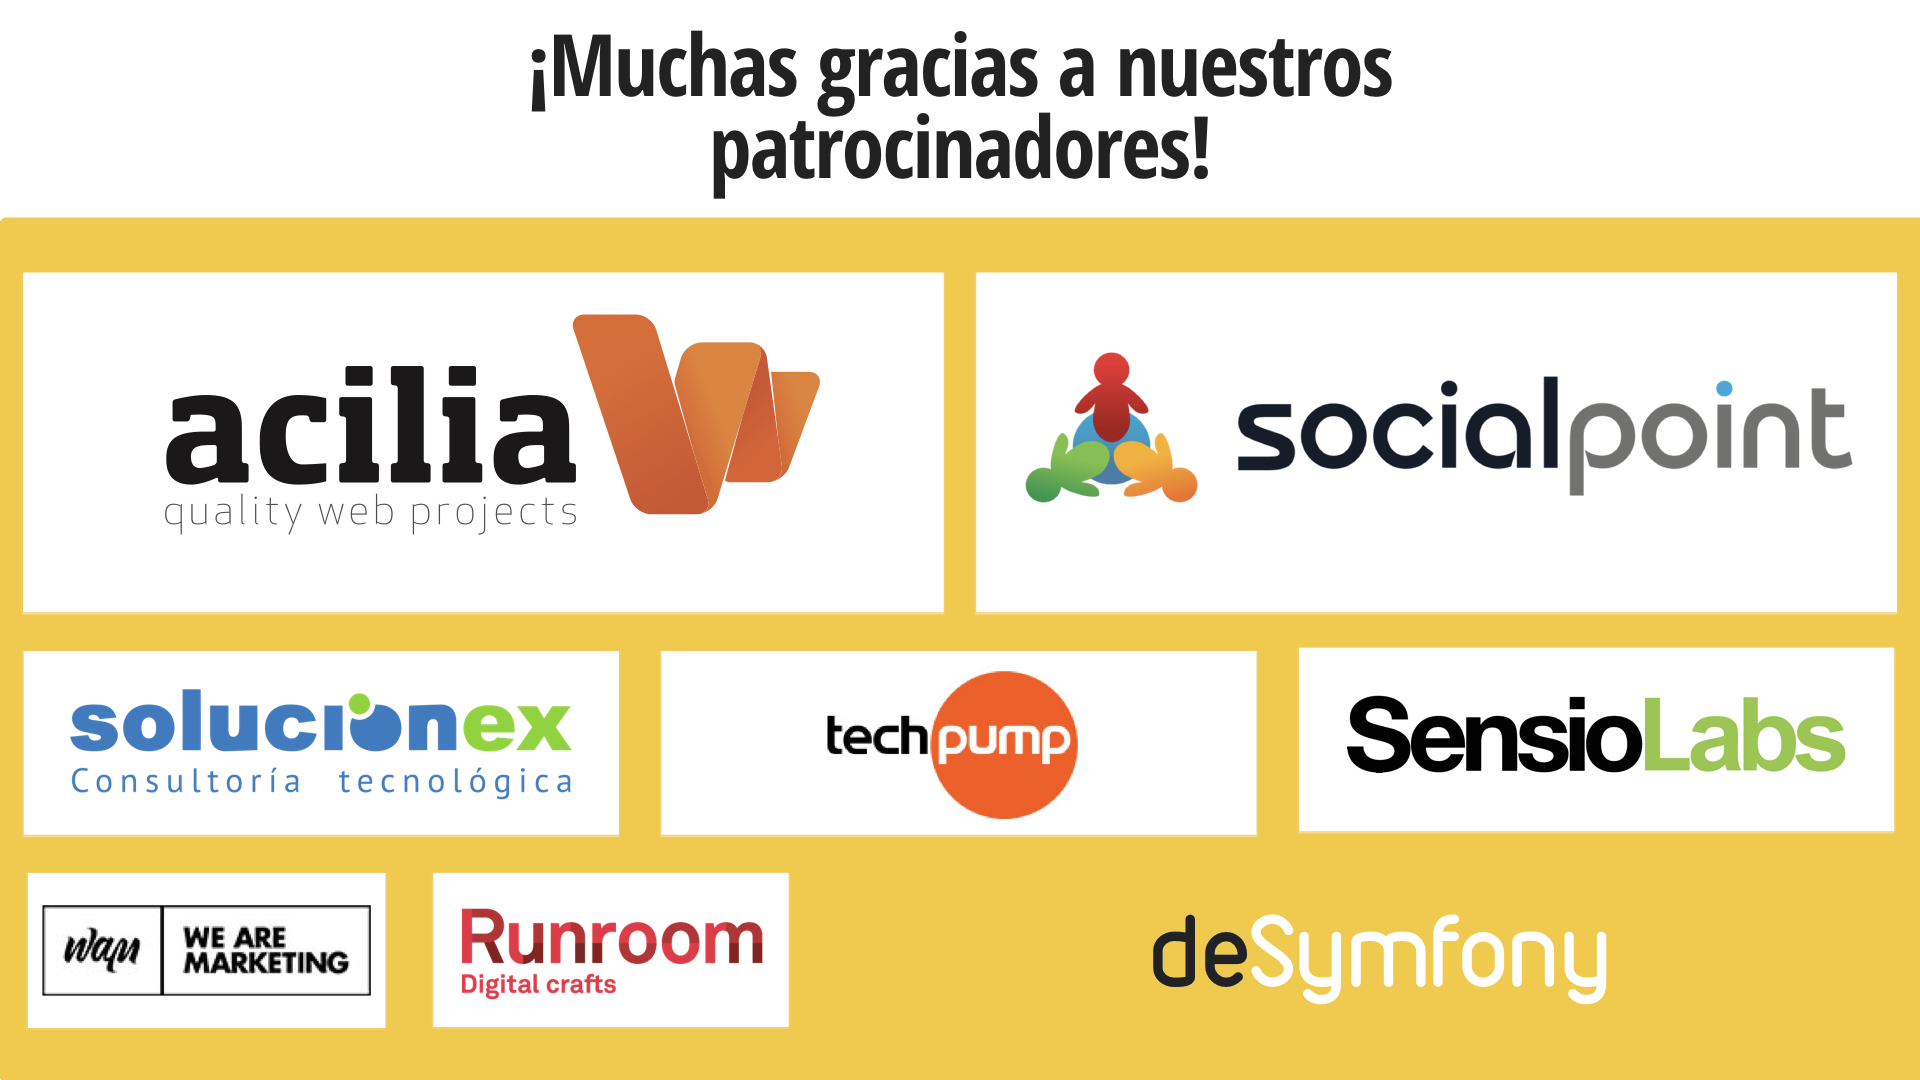 ¡Muchas gracias a nuestros
patrocinadores!
acilia
quality web projects
socialpoint
solucionex
Consultoría tecnológica
techpump
SensioLabs
wam
WE ARE
MARKETING
Runroom
Digital crafts
deSymfony